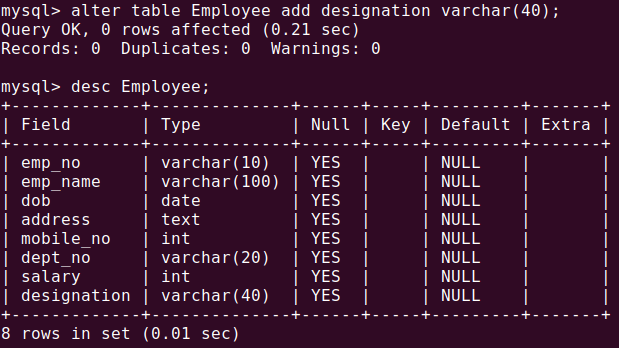 mysql> alter table Employee add designation varchar(40);
Query OK, 0 rows affected (0.21 sec)
Records: 0  Duplicates: 0  Warnings: 0

mysql> desc Employee;
+-------------+--------------+------+-----+---------+-------+
| Field       | Type         | Null | Key | Default | Extra |
+-------------+--------------+------+-----+---------+-------+
| emp_no      | varchar(10)  | YES  |     | NULL    |       |
| emp_name    | varchar(100) | YES  |     | NULL    |       |
| dob         | date         | YES  |     | NULL    |       |
| address     | text         | YES  |     | NULL    |       |
| mobile_no   | int          | YES  |     | NULL    |       |
| dept_no     | varchar(20)  | YES  |     | NULL    |       |
| salary      | int          | YES  |     | NULL    |       |
| designation | varchar(40)  | YES  |     | NULL    |       |
+-------------+--------------+------+-----+---------+-------+
8 rows in set (0.01 sec)